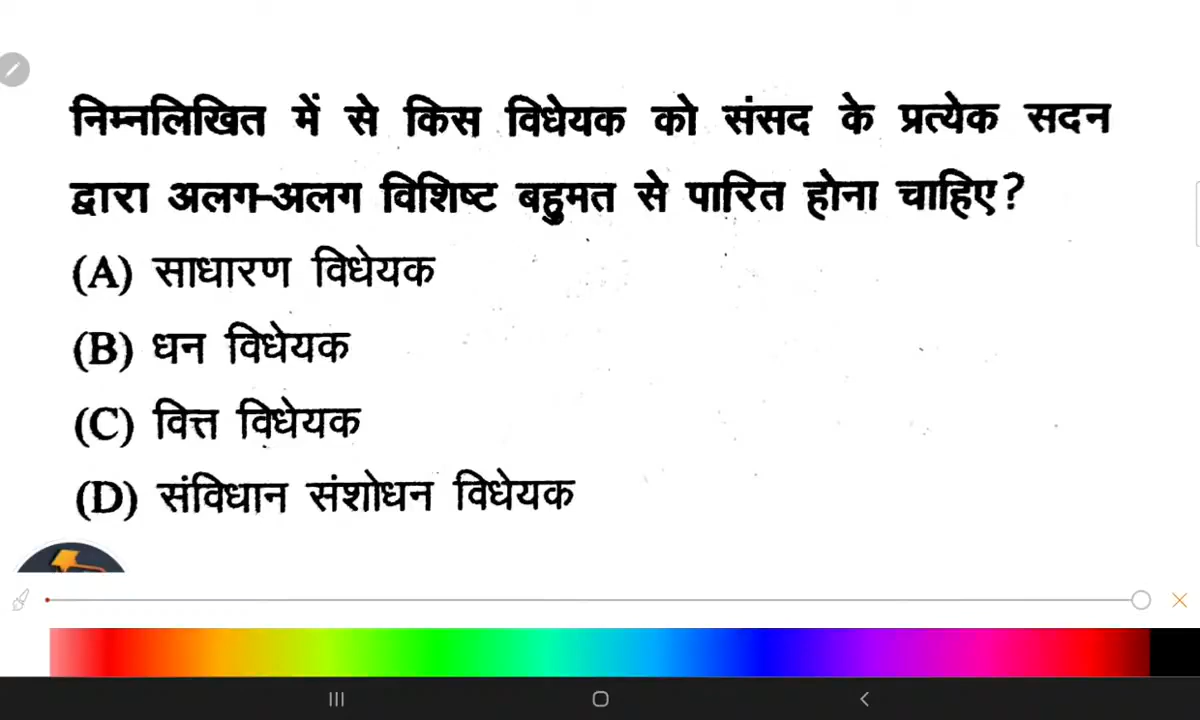 निम्नलिखित में से किस विधेयक को संसद के प्रत्येक सदन
द्वारा अलग-अलग विशिष्ट बहुमत से पारित होना चाहिए?
(A) साधारण विधेयक
(B) धन विधेयक
(C) वित्त विधेयक
(D) संविधान संशोधन विधेयक